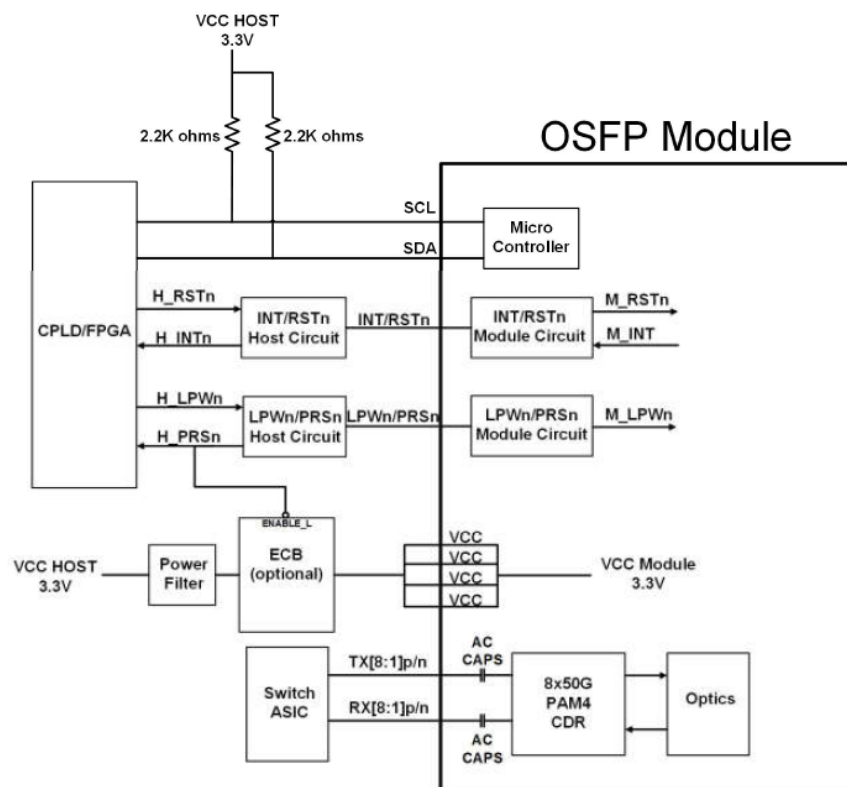 VCC HOST
3.3V
2.2K ohms
2.2K ohms
OSFP Module
SCL
Micro
Controller
SDA
CPLD/FPGA
H_RSTn
H_INTn
INT/RSTn
Host Circuit
INT/RSTn
INT/RSTn
Module Circuit
M_RSTn
M_INT
H_LPWn
H_PRSn
LPWn/PRSn
Host Circuit
LPWn/PRSn
LPWn/PRSn
Module Circuit
M_LPWn
ENABLE_L
ECB
(optional)
VCC HOST
3.3V
Power
Filter
VCC
VCC
VCC
VCC
VCC Module
3.3V
Switch
ASIC
TX[8:1]p/n
RX[8:1]p/n
AC
CAPS
AC
CAPS
8x50G
PAM4
CDR
Optics